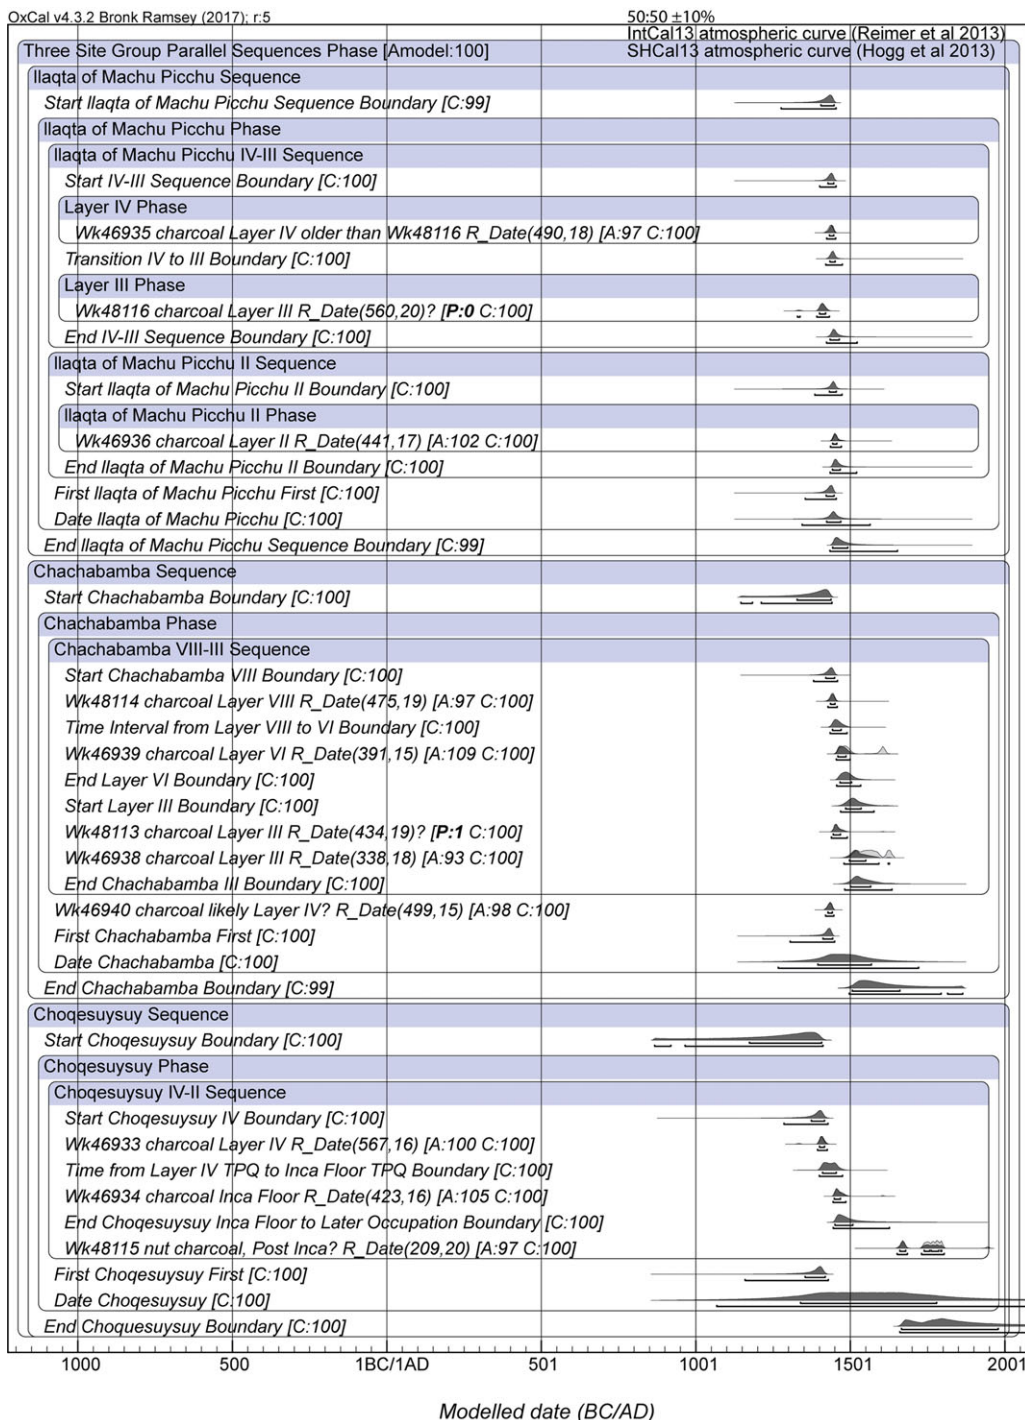 OxCal v4.3.2 Bronk Ramsey (2017); r:5
50:50 ±10%
IntCal13 atmospheric curve (Reimer et al 2013)
Three Site Group Parallel Sequences Phase [Amodel:100]
SHCal13 atmospheric curve (Hogg et al 2013)
llaqta of Machu Picchu Sequence
Start llaqta of Machu Picchu Sequence Boundary [C:99]
llaqta of Machu Picchu Phase
llaqta of Machu Picchu IV-III Sequence
Start IV-III Sequence Boundary [C:100]
Layer IV Phase
Wk46935 charcoal Layer IV older than Wk48116 R_Date(490,18) [A:97 C:100]
Transition IV to III Boundary [C:100]
Layer III Phase
Wk48116 charcoal Layer III R_Date(560,20)? [P:0 C:100]
End IV-III Sequence Boundary [C:100]
llaqta of Machu Picchu II Sequence
Start llaqta of Machu Picchu II Boundary [C:100]
llaqta of Machu Picchu II Phase
Wk46936 charcoal Layer II R_Date(441,17) [A:102 C:100]
End llaqta of Machu Picchu II Boundary [C:100]
First llaqta of Machu Picchu First [C:100]
Date llaqta of Machu Picchu [C:100]
End llaqta of Machu Picchu Sequence Boundary [C:99]
Chachabamba Sequence
Start Chachabamba Boundary [C:100]
Chachabamba Phase
Chachabamba VIII-III Sequence
Start Chachabamba VIII Boundary [C:100]
Wk48114 charcoal Layer VIII R_Date(475,19) [A:97 C:100]
Time Interval from Layer VIII to VI Boundary [C:100]
Wk46939 charcoal Layer VI R_Date(391,15) [A:109 C:100]
End Layer VI Boundary [C:100]
Start Layer III Boundary [C:100]
Wk48113 charcoal Layer III R_Date(434,19)? [P:1 C:100]
Wk46938 charcoal Layer III R_Date(338,18) [A:93 C:100]
End Chachabamba III Boundary [C:100]
Wk46940 charcoal likely Layer IV? R_Date(499,15) [A:98 C:100]
First Chachabamba First [C:100]
Date Chachabamba [C:100]
End Chachabamba Boundary [C:99]
Choqesuysuy Sequence
Start Choqesuysuy Boundary [C:100]
Choqesuysuy Phase
Choqesuysuy IV-II Sequence
Start Choqesuysuy IV Boundary [C:100]
Wk46933 charcoal Layer IV R_Date(567,16) [A:100 C:100]
Time from Layer IV TPQ to Inca Floor TPQ Boundary [C:100]
Wk46934 charcoal Inca Floor R_Date(423,16) [A:105 C:100]
End Choqesuysuy Inca Floor to Later Occupation Boundary [C:100]
Wk48115 nut charcoal, Post Inca? R_Date(209,20) [A:97 C:100]
First Choqesuysuy First [C:100]
Date Choqesuysuy [C:100]
End Choquesuysuy Boundary [C:100]
1000 500 1BC/1AD 501 1001 1501 2001
Modelled date (BC/AD)